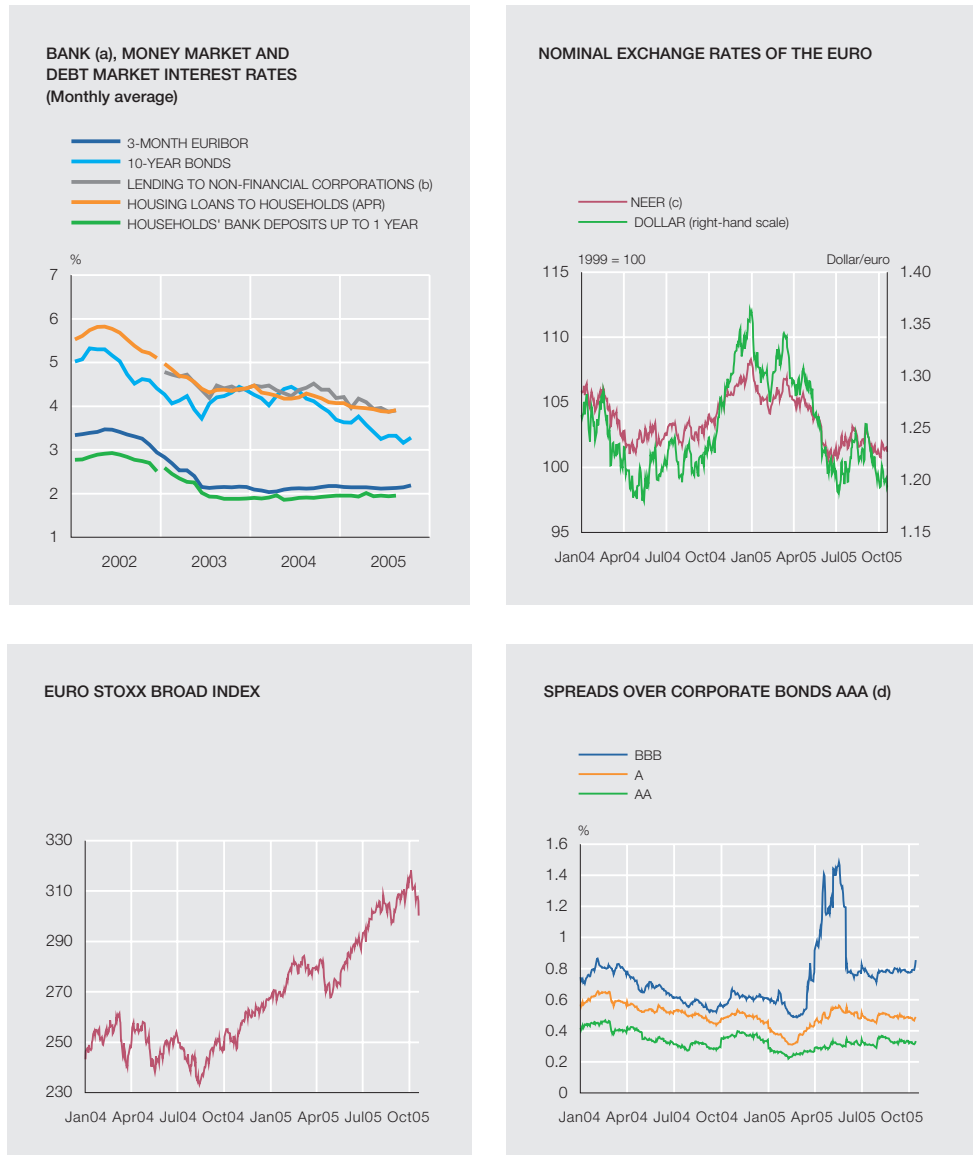 BANK (a), MONEY MARKET AND
DEBT MARKET INTEREST RATES
(Monthly average)
3-MONTH EURIBOR
10-YEAR BONDS
LENDING TO NON-FINANCIAL CORPORATIONS (b)
HOUSING LOANS TO HOUSEHOLDS (APR)
HOUSEHOLDS' BANK DEPOSITS UP TO 1 YEAR
%
7
6
5
4
3
2
1
2002 2003 2004 2005
NOMINAL EXCHANGE RATES OF THE EURO
NEER (c)
DOLLAR (right-hand scale)
1999 = 100 Dollar/euro
115 1.40
1.35
110
1.30
105
1.25
100
1.20
95 1.15
Jan04 Apr04 Jul04 Oct04 Jan05 Apr05 Jul05 Oct05
EURO STOXX BROAD INDEX
330
310
290
270
250
230
Jan04 Apr04 Jul04 Oct04 Jan05 Apr05 Jul05 Oct05
SPREADS OVER CORPORATE BONDS AAA (d)
BBB
A
AA
%
1.6
1.4
1.2
1
0.8
0.6
0.4
0.2
0
Jan04 Apr04 Jul04 Oct04 Jan05 Apr05 Jul05 Oct05